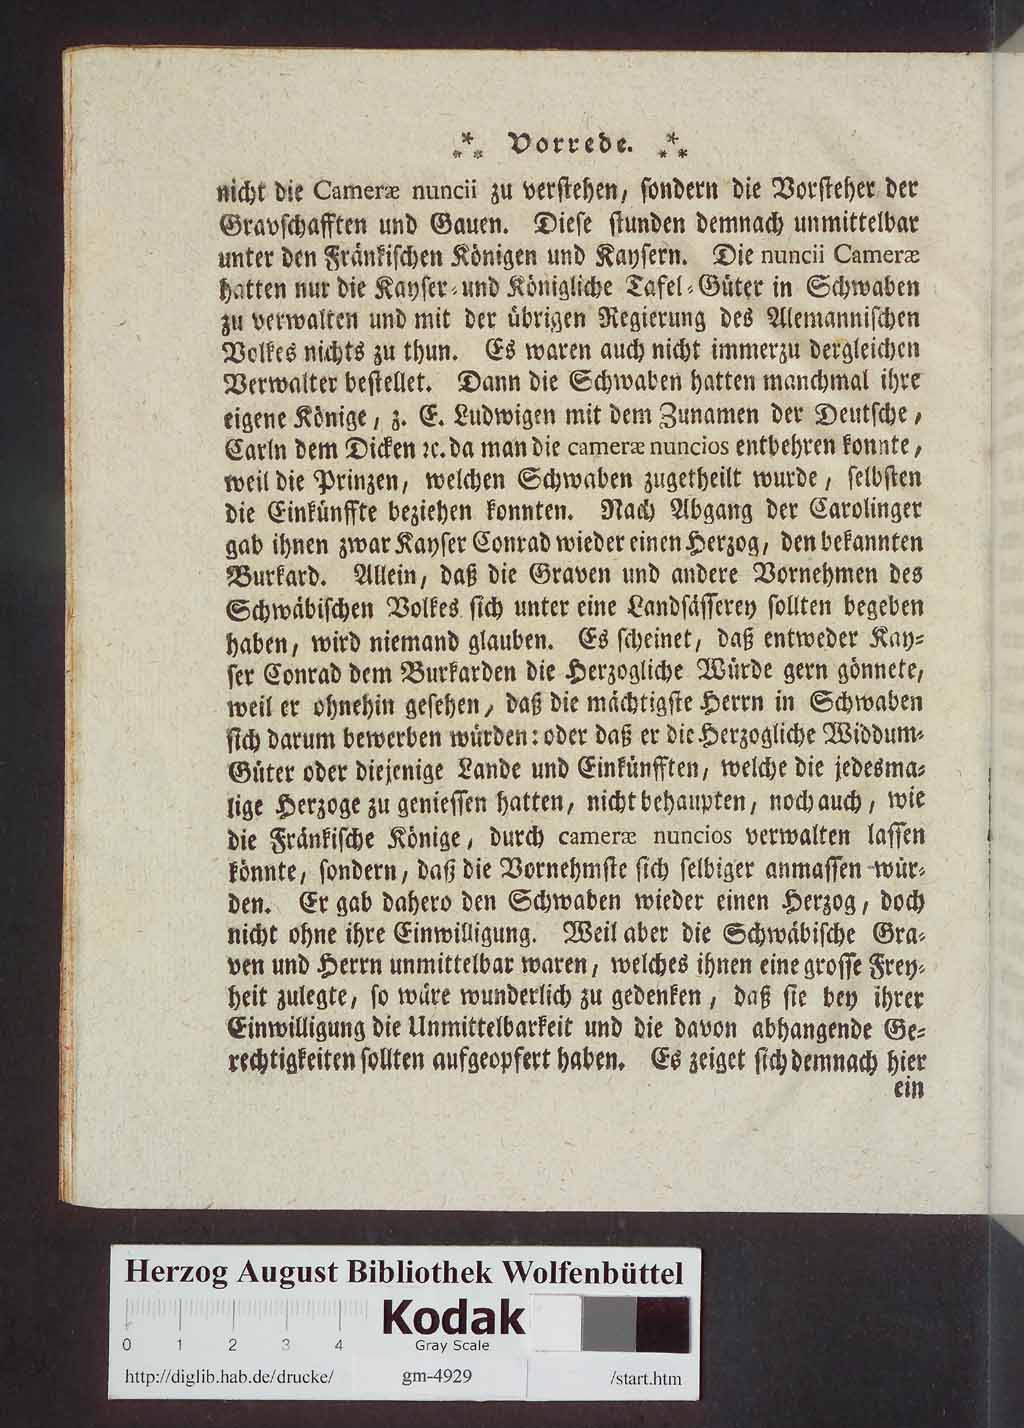 ⁂ Vorrede. ⁂
nicht die Cameræ nuncii zu verstehen, sondern die Vorsteher der
Gravschafften und Gauen. Diese stunden demnach unmittelbar
unter den Fränkischen Königen und Kaysern. Die nuncii Cameræ
hatten nur die Kayser- und Königliche Tafel-Güter in Schwaben
zu verwalten und mit der übrigen Regierung des Alemannischen
Volkes nichts zu thun. Es waren auch nicht immerzu dergleichen
Verwalter bestellet. Dann die Schwaben hatten manchmal ihre
eigene Könige, z. E. Ludwigen mit dem Zunamen der Deutsche,
Carln dem Dicken ꝛc. da man die cameræ nuncios entbehren konnte,
weil die Prinzen, welchen Schwaben zugetheilt wurde, selbsten
die Einkünffte beziehen konnten. Nach Abgang der Carolinger
gab ihnen zwar Kayser Conrad wieder einen Herzog, den bekannten
Burkard. Allein, daß die Graven und andere Vornehmen des
Schwäbischen Volkes sich unter eine Landsässerey sollten begeben
haben, wird niemand glauben. Es scheinet, daß entweder Kay-
ser Conrad dem Burkarden die Herzogliche Würde gern gönnete,
weil er ohnehin gesehen, daß die mächtigste Herrn in Schwaben
sich darum bewerben würden: oder daß er die Herzogliche Widdum-
Güter oder diejenige Lande und Einkünfften, welche die jedesma-
lige Herzoge zu geniessen hatten, nicht behaupten, noch auch, wie
die Fränkische Könige, durch cameræ nuncios verwalten lassen
könnte, sondern, daß die Vornehmste sich selbiger anmassen wür-
den. Er gab dahero den Schwaben wieder einen Herzog, doch
nicht ohne ihre Einwilligung. Weil aber die Schwäbische Gra-
ven und Herrn unmittelbar waren, welches ihnen eine grosse Frey-
heit zulegte, so wäre wunderlich zu gedenken, daß sie bey ihrer
Einwilligung die Unmittelbarkeit und die davon abhangende Ge-
rechtigkeiten sollten aufgeopfert haben. Es zeiget sich demnach hier
ein
Herzog August Bibliothek Wolfenbüttel
Kodak
Gray Scale
0 1 2 3 4
http://diglib.hab.de/drucke/ gm-4929 /start.htm